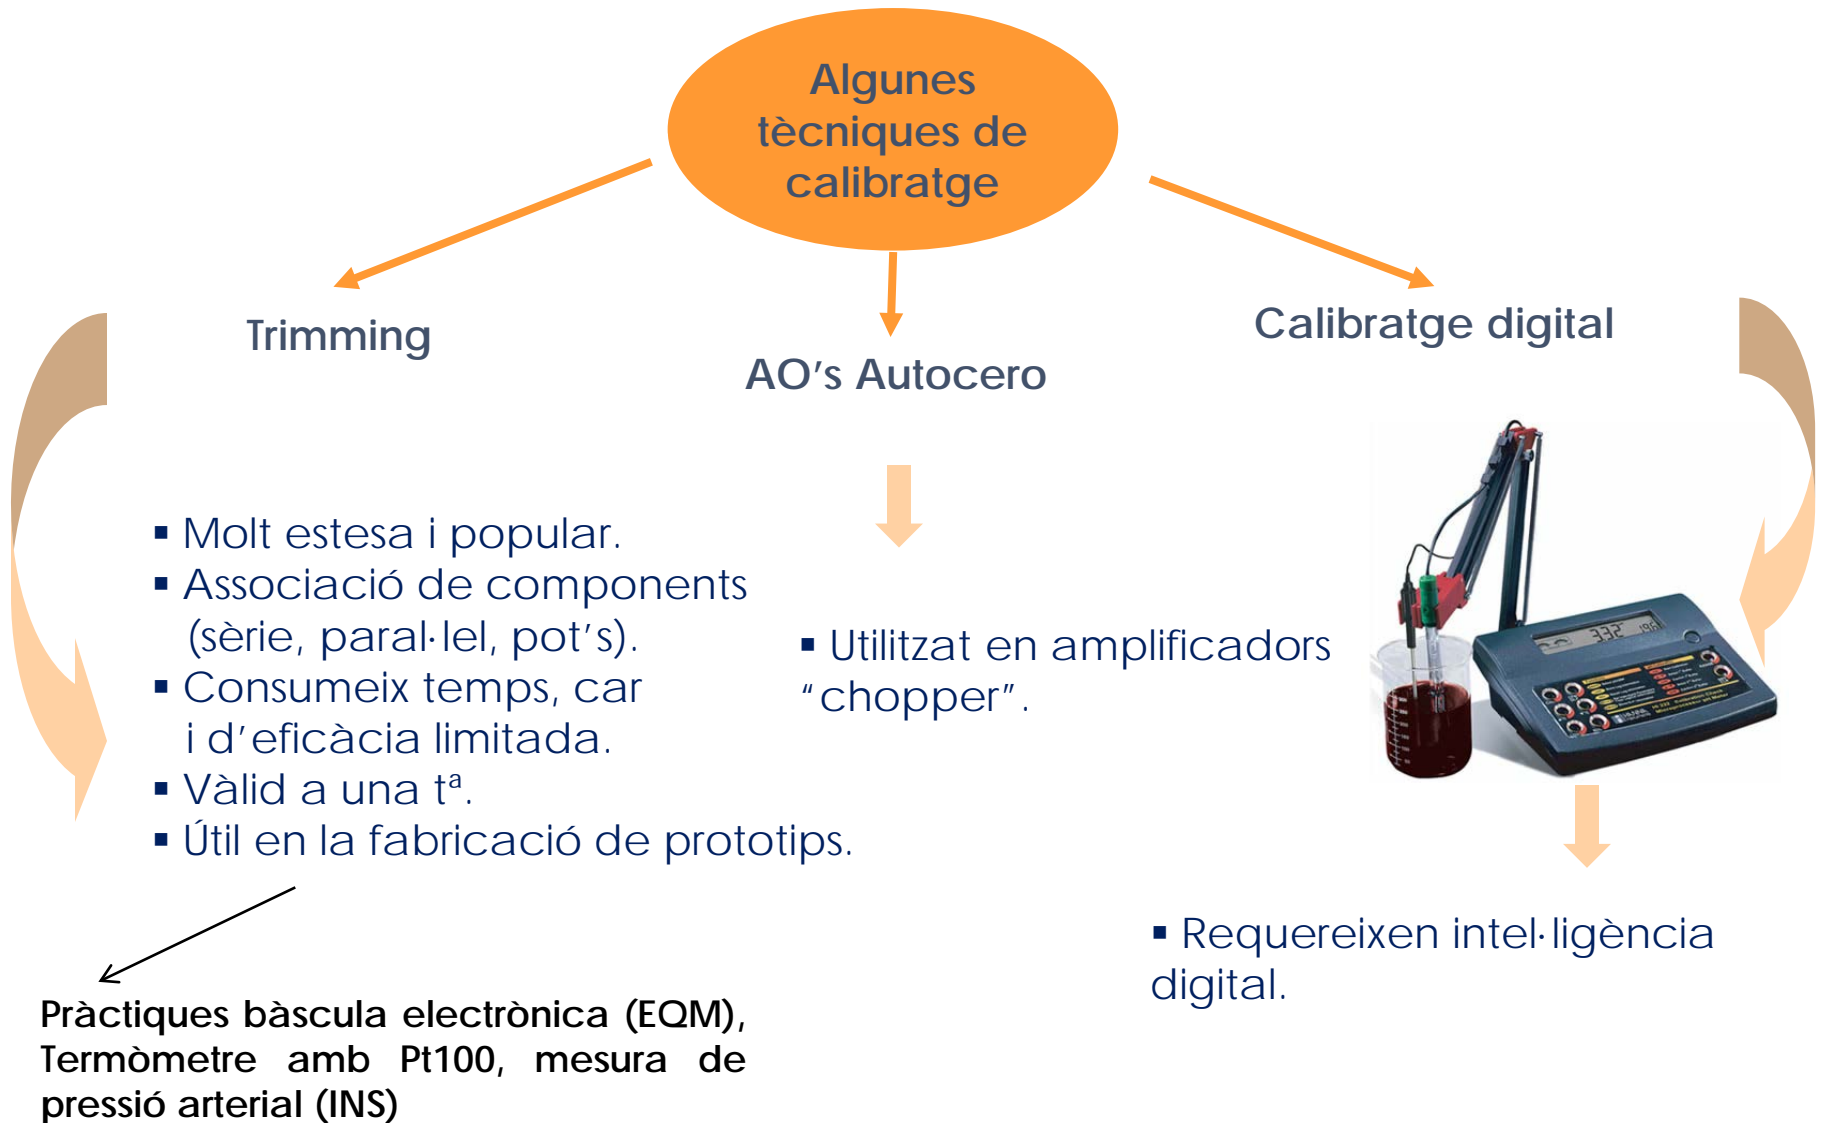 Algunes
tècniques de
calibratge
Trimming
AO's Autocero
Calibratge digital
▪ Molt estesa i popular.
▪ Associació de components
(sèrie, paral·lel, pot's).
▪ Consumeix temps, car
i d'eficàcia limitada.
▪ Vàlid a una tª.
▪ Útil en la fabricació de prototips.
▪ Utilitzat en amplificadors
“chopper”.
3.32
▪ Requereixen intel·ligència
digital.
Pràctiques bàscula electrònica (EQM),
Termòmetre amb Pt100, mesura de
pressió arterial (INS)